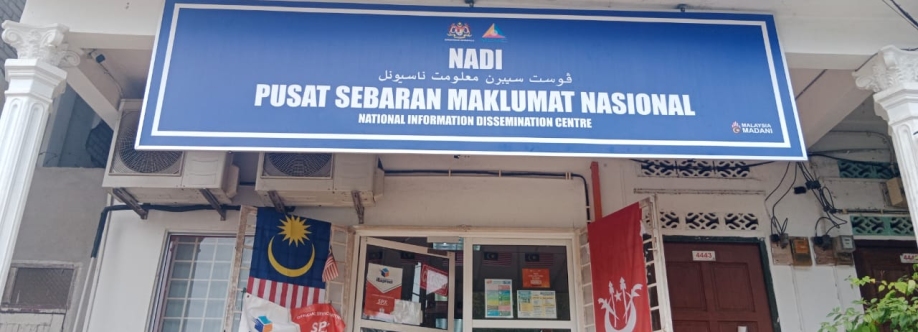 NADI
ڤوست سيبرن معلومت ناسيونل
PUSAT SEBARAN MAKLUMAT NASIONAL
NATIONAL INFORMATION DISSEMINATION CENTRE
MALAYSIA
MADANI
4443